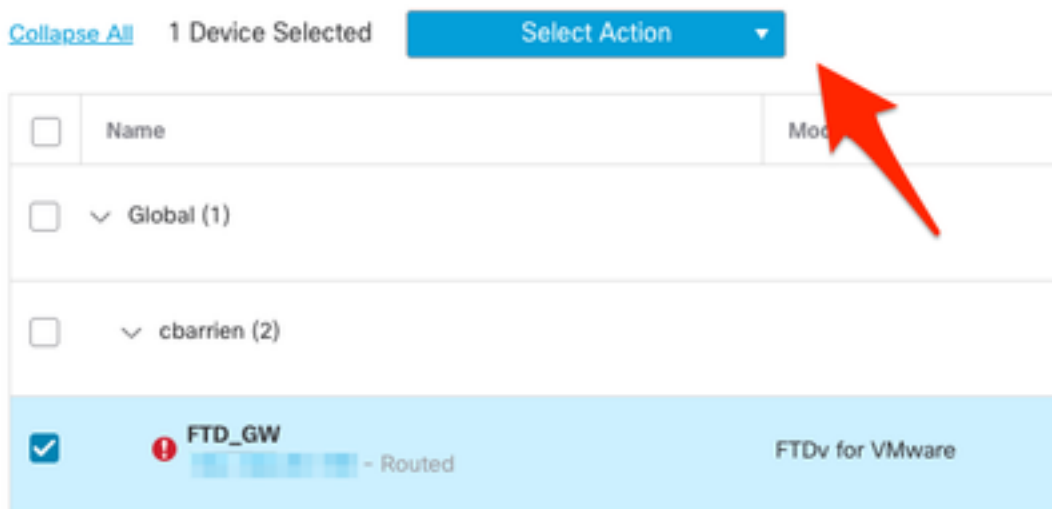 Collapse All 1 Device Selected Select Action
Name
Global (1)
cbarrien (2)
FTD_GW
- Routed
FTDv for VMware